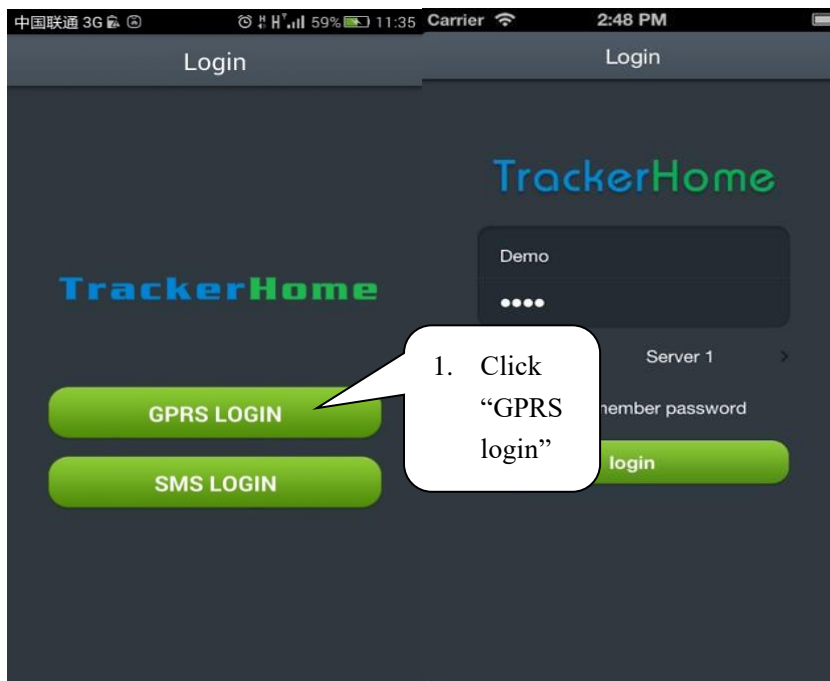 中国联通 3G 59% 11:35
Login
TrackerHome
GPRS LOGIN
SMS LOGIN
1. Click
“GPRS
login”
Carrier 2:48 PM
Login
TrackerHome
Demo
Server 1
password
login